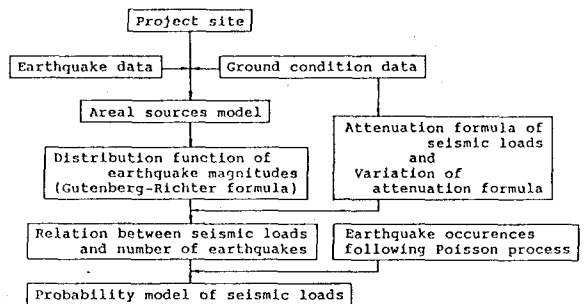 Project site
Earthquake data
Ground condition data
Areal sources model
Distribution function of
earthquake magnitudes
(Gutenberg-Richter formula)
Attenuation formula of
seismic loads
and
Variation of
attenuation formula
Relation between seismic loads
and number of earthquakes
Earthquake occurences
following Poisson process
Probability model of seismic loads